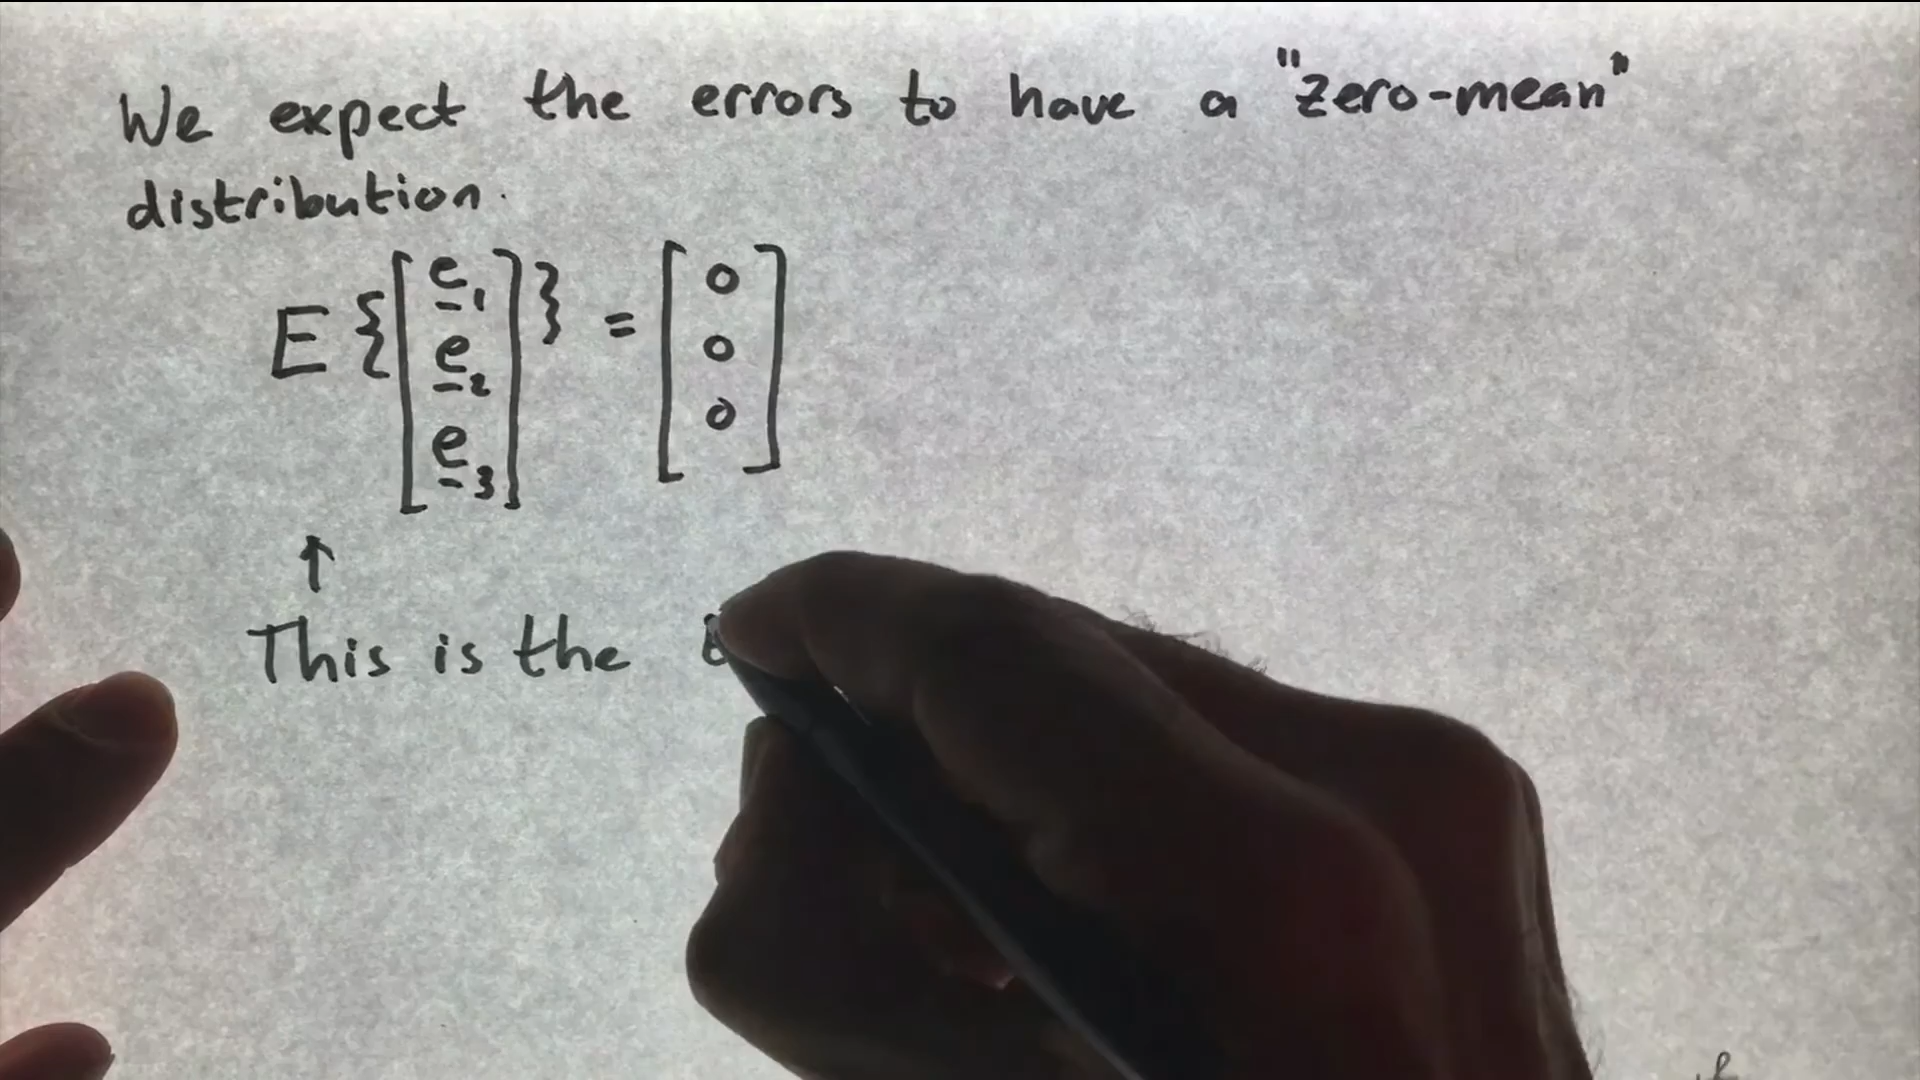 We expect the errors to have a "zero-mean"
distribution.
E{[e₁ e₂ e₃]} = [0 0 0]
↑
This is the